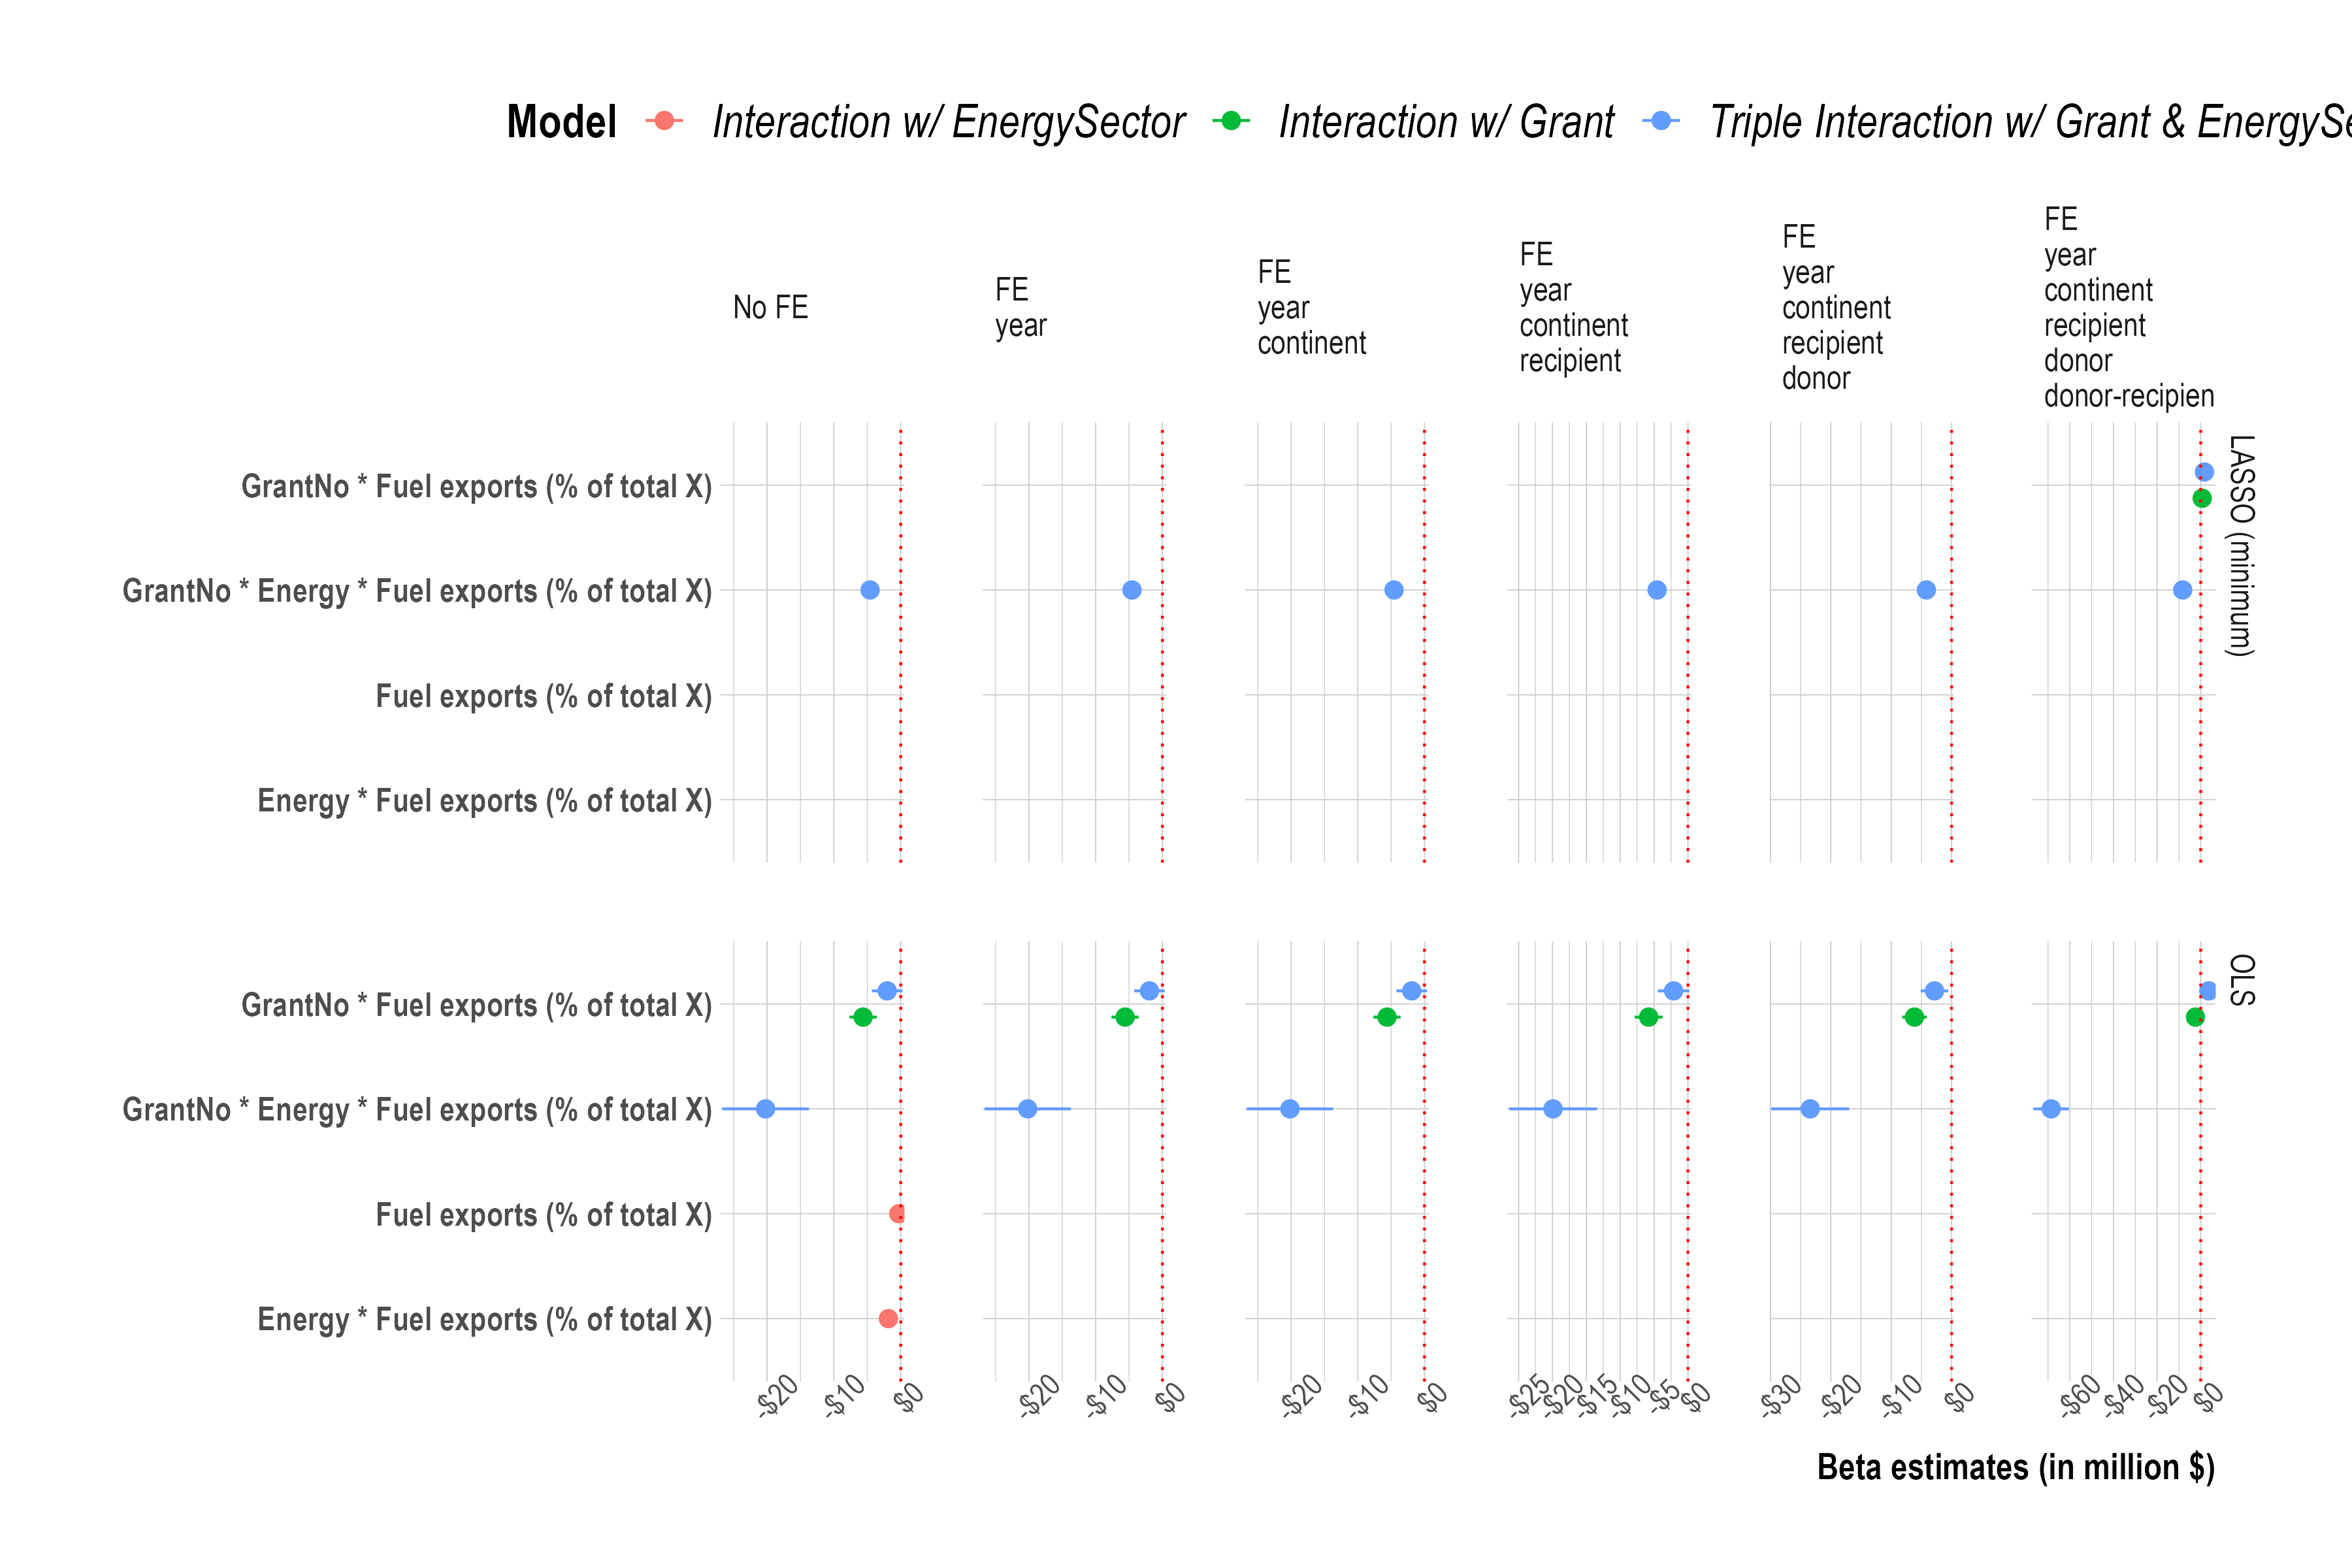 Model Interaction w/ EnergySector Interaction w/ Grant Triple Interaction w/ Grant & EnergySe
No FE
FE
year
FE
year
continent
FE
year
continent
recipient
FE
year
continent
recipient
donor
FE
year
continent
recipient
donor
donor-recipien
GrantNo * Fuel exports (% of total X)
GrantNo * Energy * Fuel exports (% of total X)
Fuel exports (% of total X)
Energy * Fuel exports (% of total X)
LASSO (minimum)
GrantNo * Fuel exports (% of total X)
GrantNo * Energy * Fuel exports (% of total X)
Fuel exports (% of total X)
Energy * Fuel exports (% of total X)
OLS
-$20 -$10 $0
-$20 -$10 $0
-$20 -$10 $0
-$25 -$20 -$15 -$10 -$5 $0
-$30 -$20 -$10 $0
-$60 -$40 -$20 $0
Beta estimates (in million $)